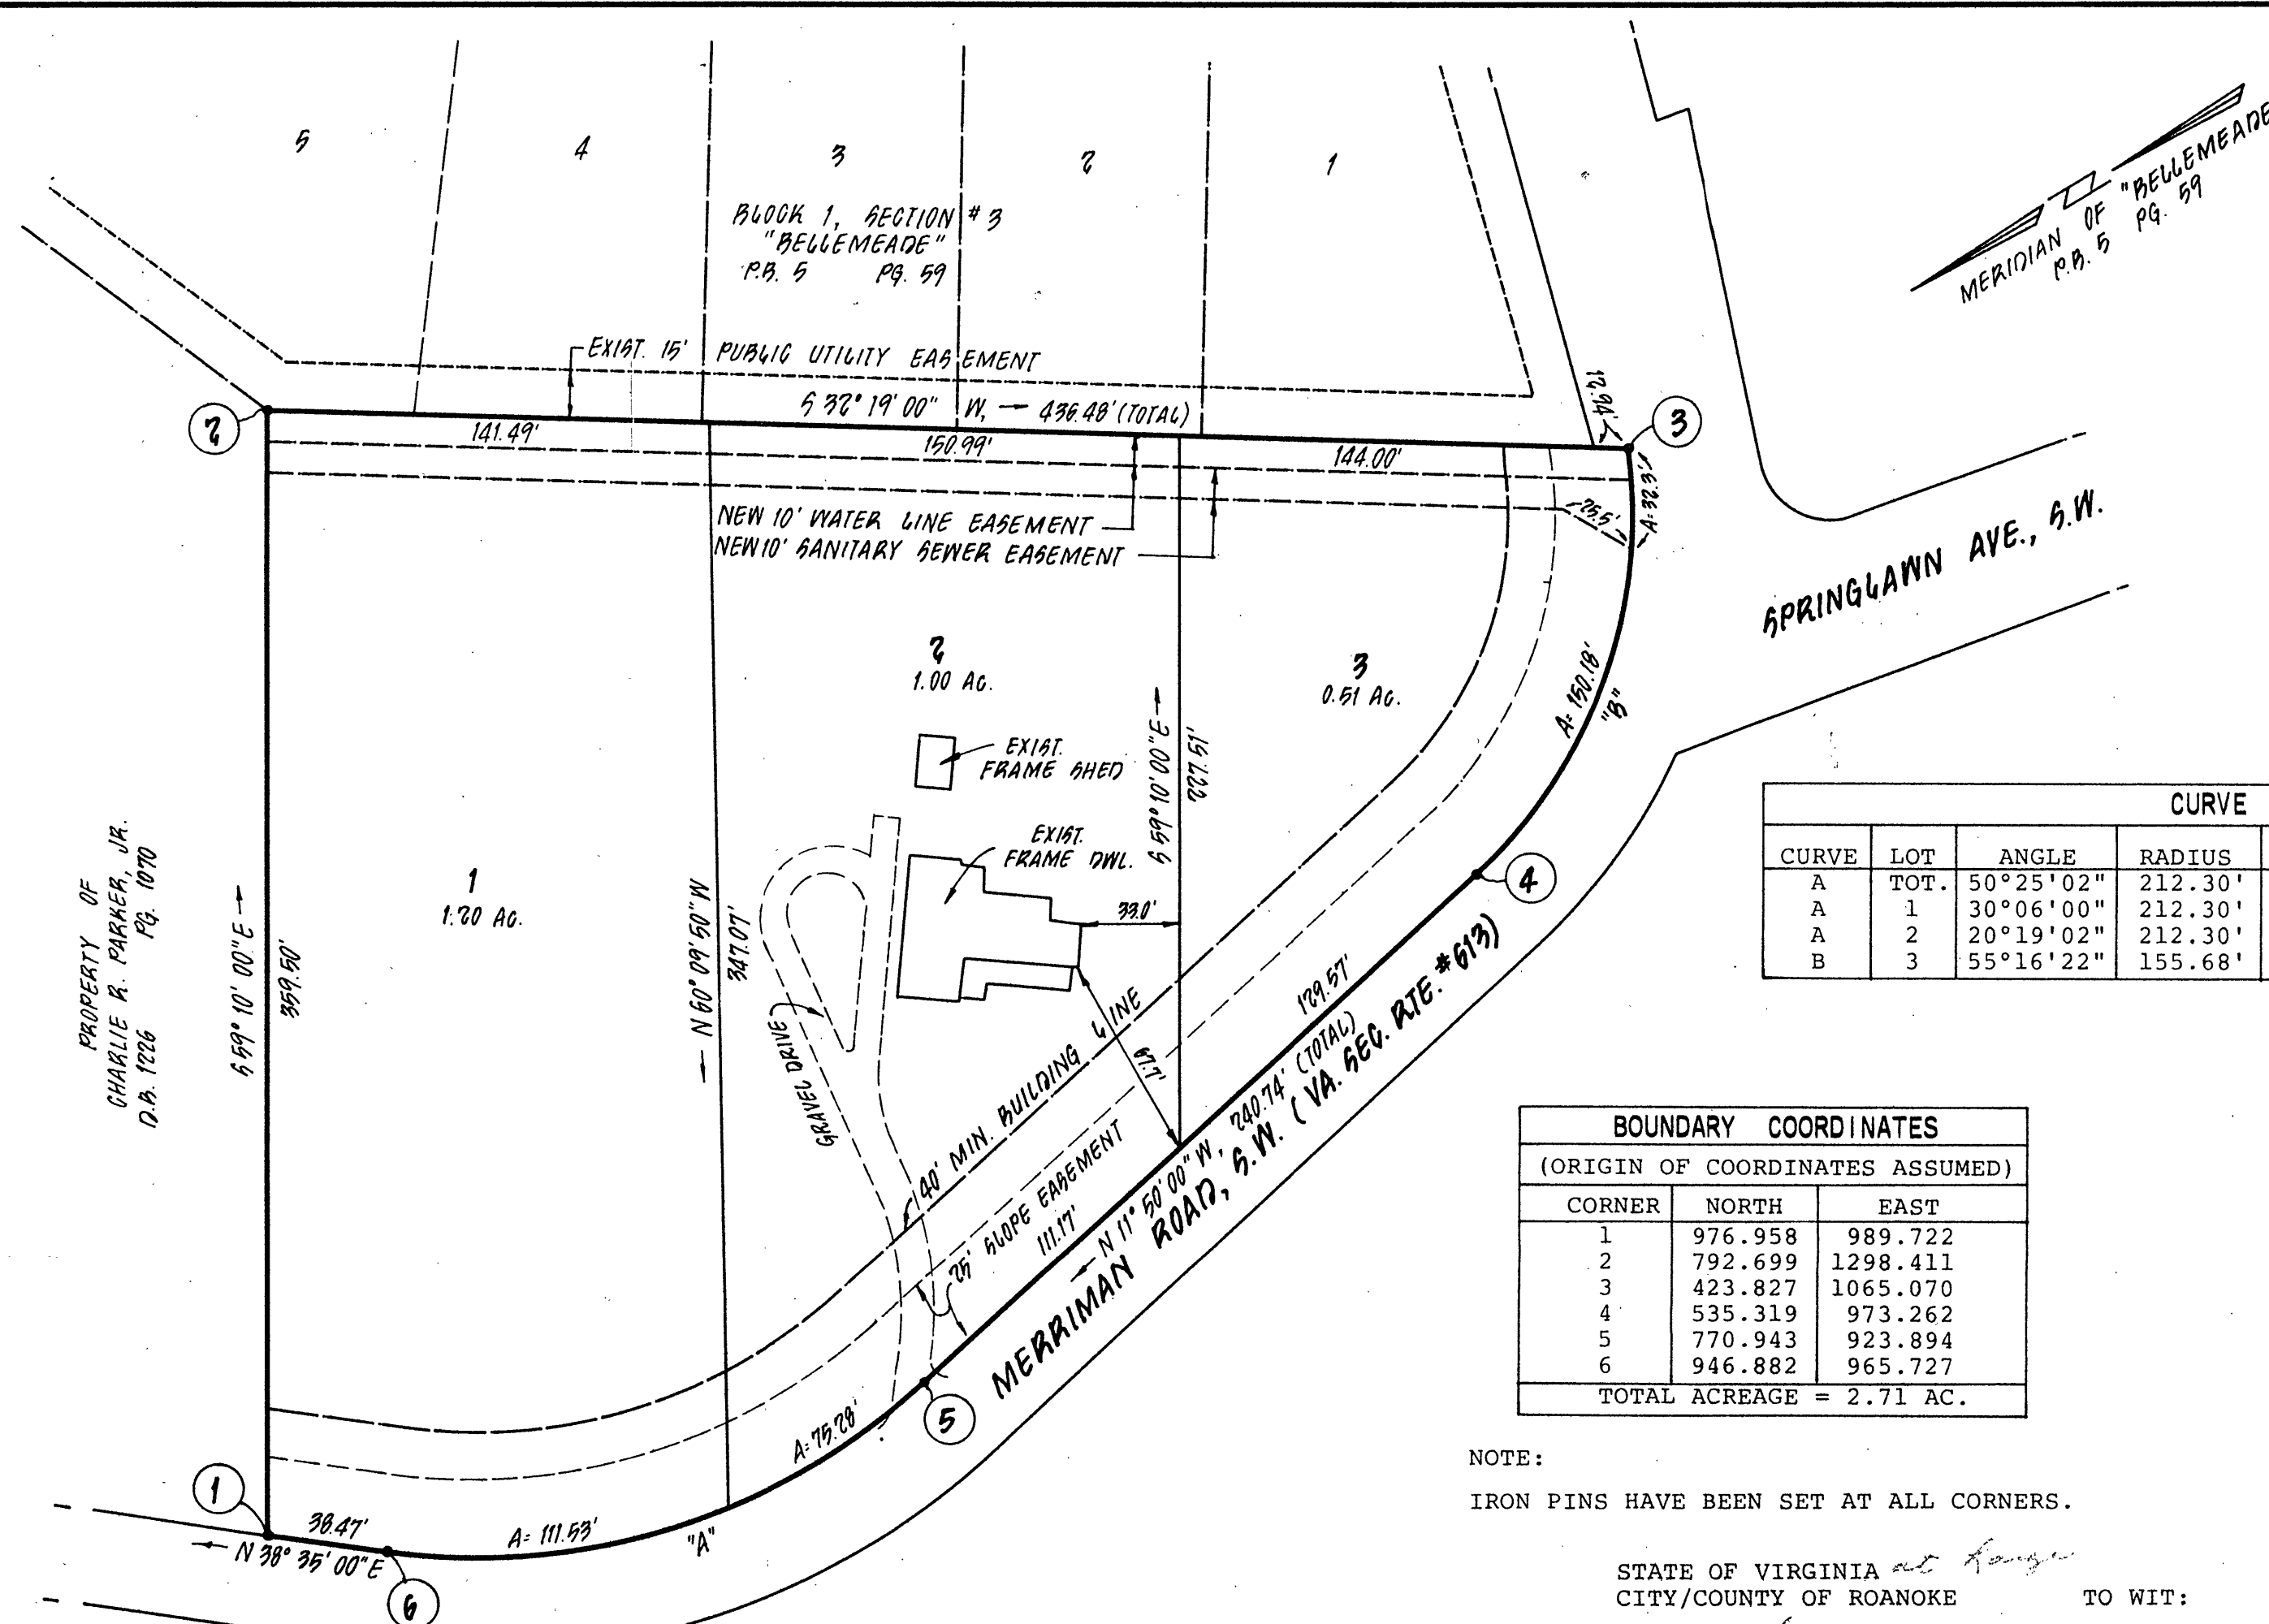 5
4
3
2
1
BLOCK 1, SECTION #3
"BELLEMEADE"
P.B. 5 PG. 59
MERIDIAN OF "BELLEMEADE
P.B. 5 PG. 59
EXIST. 15' PUBLIC UTILITY EASEMENT
S 32° 19' 00" W, 436.48' (TOTAL)
17.94'
2
3
141.49'
150.99'
144.00'
A=32.3'
25.5'
NEW 10' WATER LINE EASEMENT
NEW 10' SANITARY SEWER EASEMENT
SPRINGLAWN AVE., S.W.
2
1.00 AC.
3
0.51 AC.
A= 150.18'
"B"
EXIST.
FRAME SHED
S 59° 10' 00" E
227.51'
EXIST.
FRAME DWL.
33.0'
4
1
1.20 AC.
PROPERTY OF
CHARLIE R. PARKER, JR.
D.B. 1226 PG. 1070
S 59° 10' 00" E
359.50'
N 60° 09' 50" W
347.07'
GRAVEL DRIVE
67.7'
129.57'
40' MIN. BUILDING LINE
25' SLOPE EASEMENT
111.17'
N 11° 50' 00" W, 240.74' (TOTAL)
MERRIMAN ROAD, S.W. (VA. SEC. RTE. #613)
5
A= 75.28'
1
38.47'
N 38° 35' 00" E
A= 111.53'
"A"
6
CURVE
CURVE LOT ANGLE RADIUS
A TOT. 50°25'02" 212.30'
A 1 30°06'00" 212.30'
A 2 20°19'02" 212.30'
B 3 55°16'22" 155.68'
BOUNDARY COORDINATES
(ORIGIN OF COORDINATES ASSUMED)
CORNER NORTH EAST
1 976.958 989.722
2 792.699 1298.411
3 423.827 1065.070
4 535.319 973.262
5 770.943 923.894
6 946.882 965.727
TOTAL ACREAGE = 2.71 AC.
NOTE:
IRON PINS HAVE BEEN SET AT ALL CORNERS.
STATE OF VIRGINIA at large
CITY/COUNTY OF ROANOKE TO WIT: